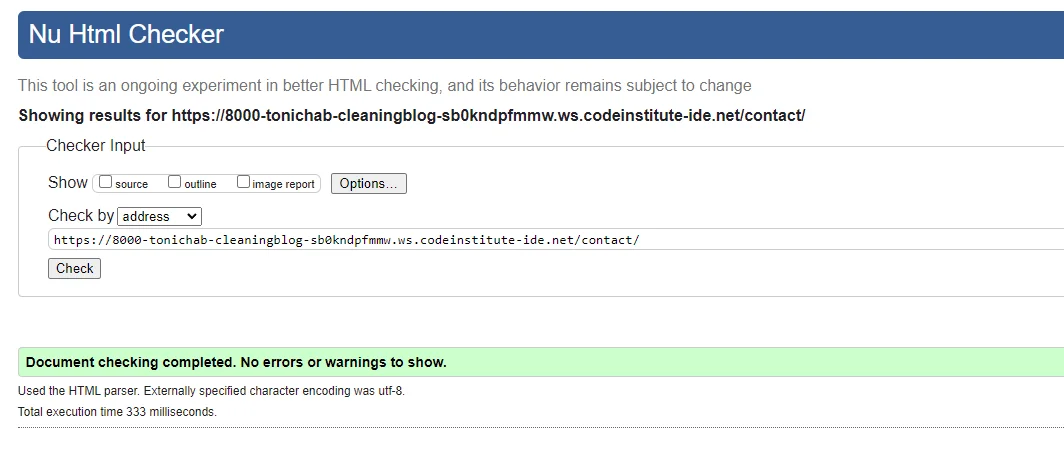 Nu Html Checker
This tool is an ongoing experiment in better HTML checking, and its behavior remains subject to change
Showing results for https://8000-tonichab-cleaningblog-sb0kndpfmmw.ws.codeinstitute-ide.net/contact/
Checker Input
Show source outline image report Options...
Check by address
https://8000-tonichab-cleaningblog-sb0kndpfmmw.ws.codeinstitute-ide.net/contact/
Check
Document checking completed. No errors or warnings to show.
Used the HTML parser. Externally specified character encoding was utf-8.
Total execution time 333 milliseconds.